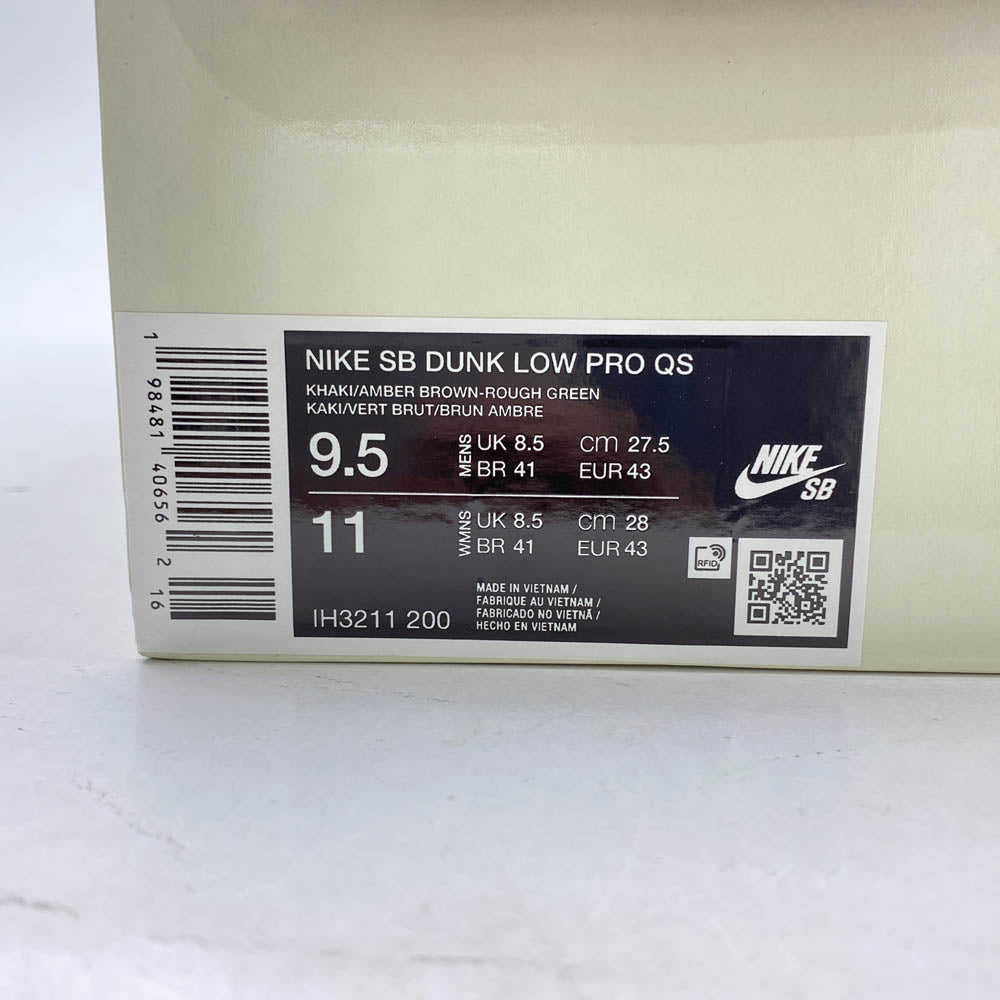 NIKE SB DUNK LOW PRO QS
KHAKI/AMBER BROWN-ROUGH GREEN
KAKI/VERT BRUT/BRUN AMBRE
9.5 MENS UK 8.5 cm 27.5
BR 41 EUR 43
11 WMNS UK 8.5 cm 28
BR 41 EUR 43
MADE IN VIETNAM /
FABRIQUE AU VIETNAM /
FABRICADO NO VIETNÃ /
HECHO EN VIETNAM
IH3211 200
NIKE
SB
RFID
1 98481 40656 2 16